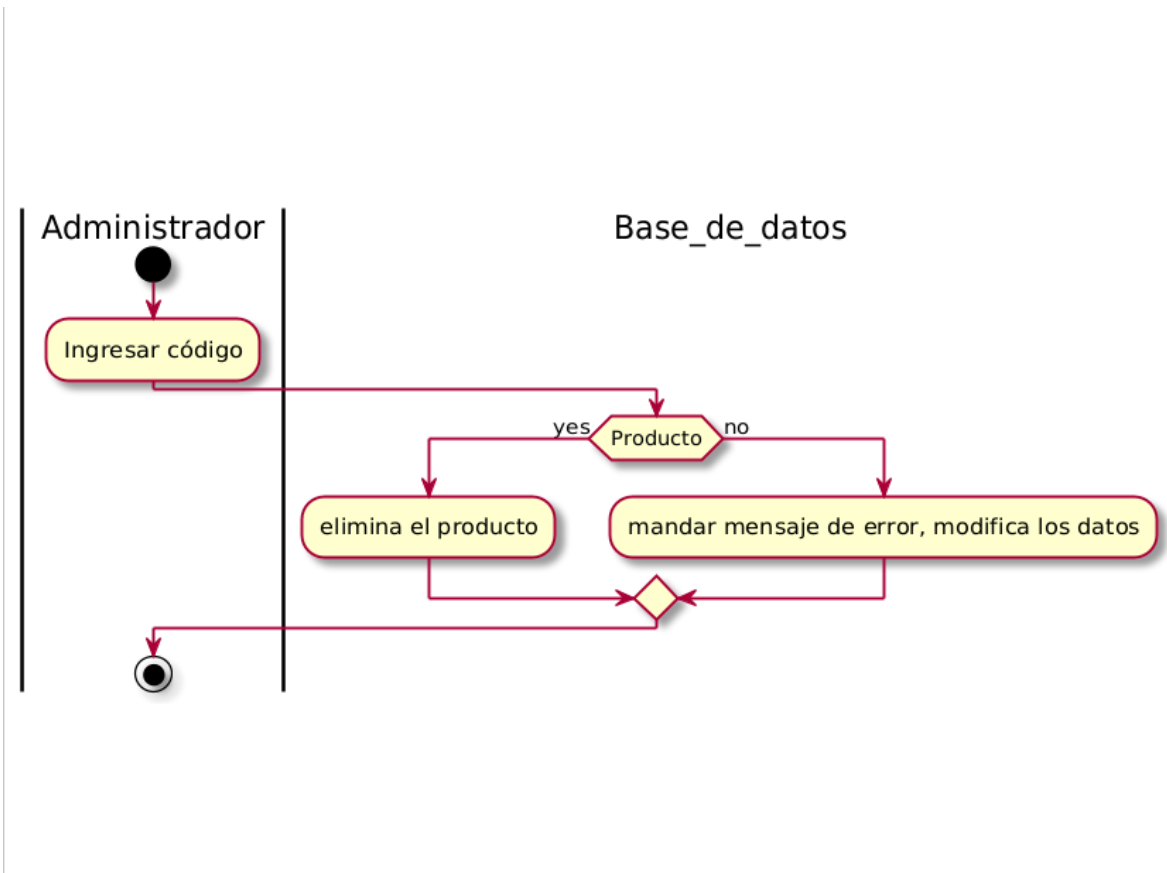 Administrador
Base_de_datos
Ingresar código
yes
Producto
no
elimina el producto
mandar mensaje de error, modifica los datos